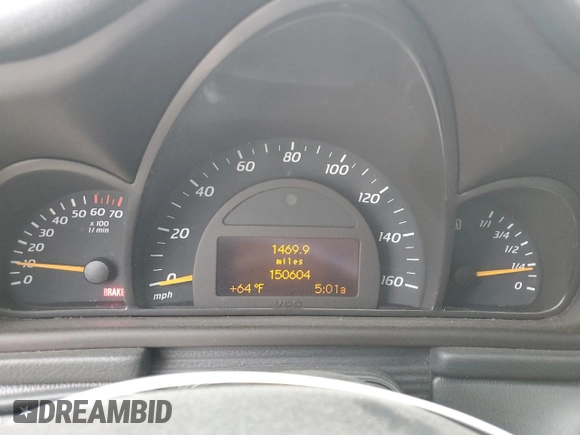 50 60 70
40
30
20
10
0
x 100
1/min
BRAKE
0
20
40
60
80
100
120
140
160
mph
1469.9
miles
150604
+64°F
5:01a
VDO
1/1
3/4
1/2
1/4
0
DREAMBID